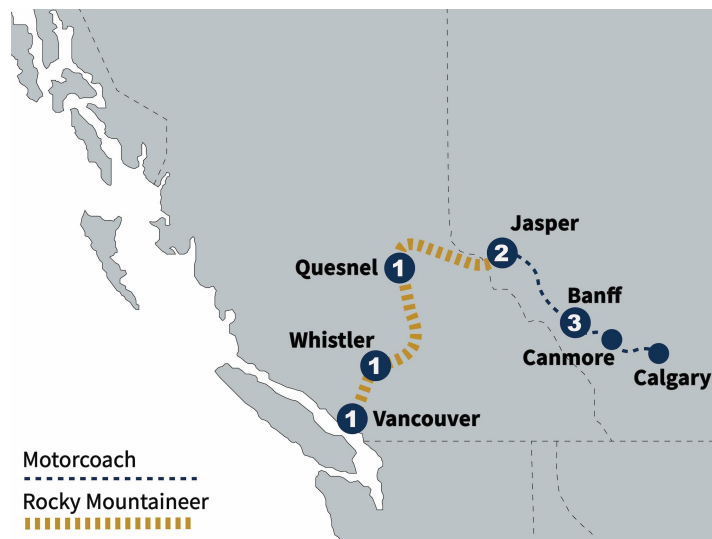 Jasper
2
Quesnel 1
Banff
3
Whistler
1
Canmore
Calgary
1 Vancouver
Motorcoach
Rocky Mountaineer